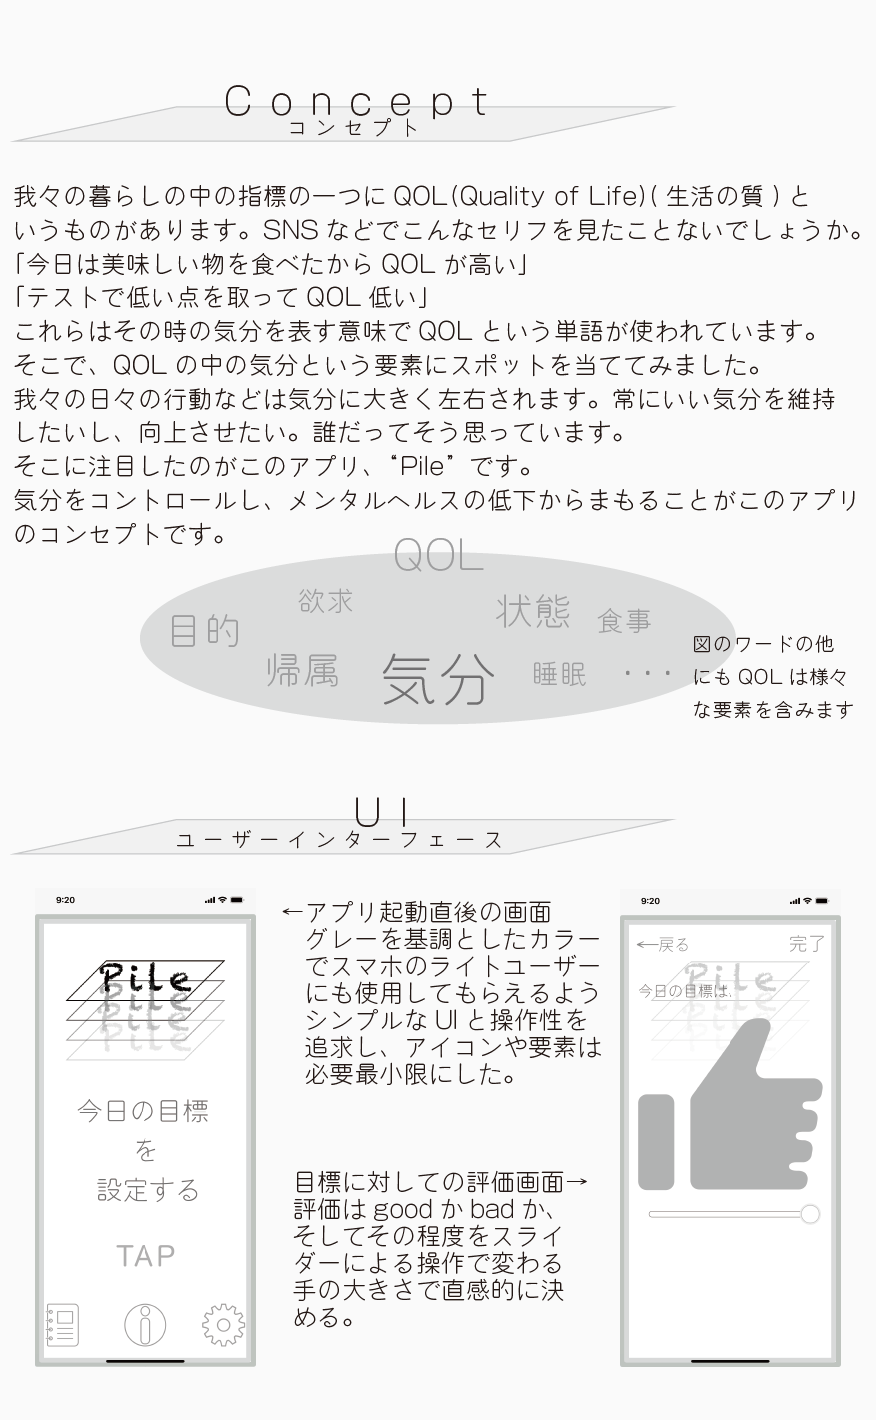 Concept
コンセプト
我々の暮らしの中の指標の一つに QOL(Quality of Life)( 生活の質 ) と
いうものがあります。SNS などでこんなセリフを見たことないでしょうか。
「今日は美味しい物を食べたから QOL が高い」
「テストで低い点を取って QOL 低い」
これらはその時の気分を表す意味で QOL という単語が使われています。
そこで、QOL の中の気分という要素にスポットを当ててみました。
我々の日々の行動などは気分に大きく左右されます。常にいい気分を維持
したいし、向上させたい。誰だってそう思っています。
そこに注目したのがこのアプリ、“Pile”です。
気分をコントロールし、メンタルヘルスの低下からまもることがこのアプリ
のコンセプトです。
QOL
目的
欲求
状態
食事
帰属
気分
睡眠
・・・
図のワードの他
にも QOL は様々
な要素を含みます
UI
ユーザーインターフェース
9:20
Pile
Pile
Pile
Pile
今日の目標
を
設定する
TAP
←アプリ起動直後の画面
グレーを基調としたカラー
でスマホのライトユーザー
にも使用してもらえるよう
シンプルな UI と操作性を
追求し、アイコンや要素は
必要最小限にした。
目標に対しての評価画面→
評価は good か bad か、
そしてその程度をスライ
ダーによる操作で変わる
手の大きさで直感的に決
める。
9:20
←戻る
完了
Pile
Pile
今日の目標は.